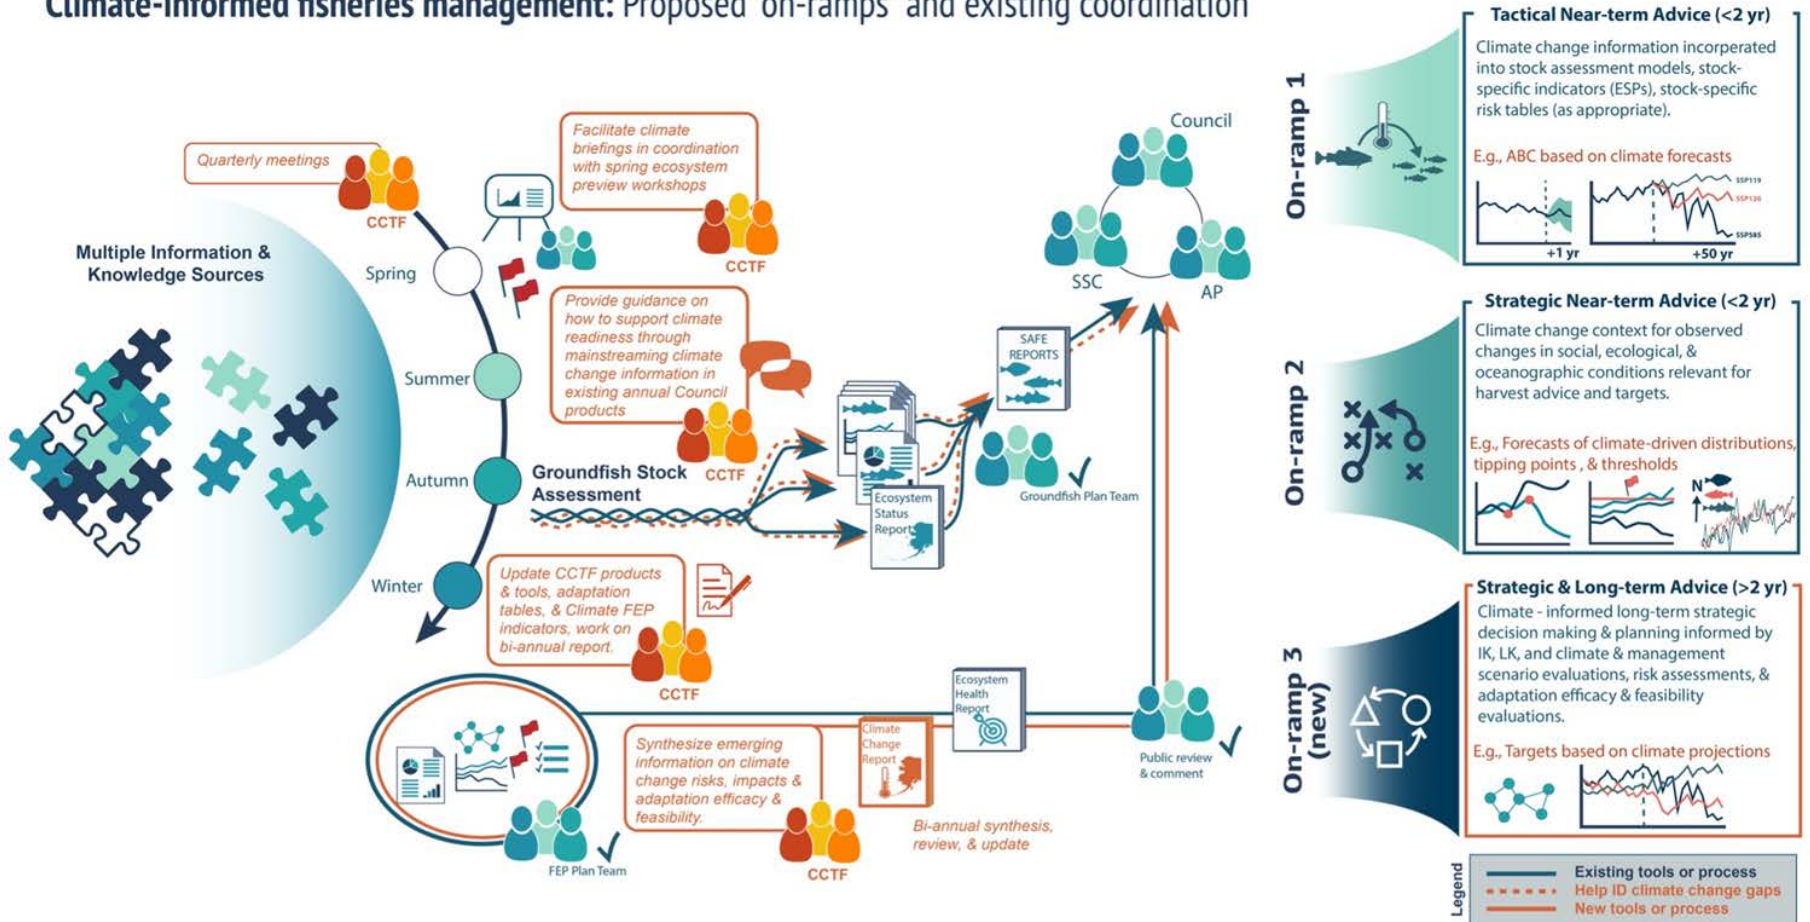 Climate-informed fisheries management: Proposed 'on-ramps' and existing coordination
Quarterly meetings
CCTF
Facilitate climate
briefings in coordination
with spring ecosystem
preview workshops
CCTF
Multiple Information &
Knowledge Sources
Spring
Summer
Autumn
Winter
Provide guidance on
how to support climate
readiness through
mainstreaming climate
change information in
existing annual Council
products
CCTF
Groundfish Stock
Assessment
Ecosystem
Status
Report
SAFE
REPORTS
Groundfish Plan Team
Council
SSC
AP
Update CCTF products
& tools, adaptation
tables, & Climate FEP
indicators, work on
bi-annual report.
CCTF
FEP Plan Team
Synthesize emerging
information on climate
change risks, impacts &
adaptation efficacy &
feasibility.
CCTF
Climate
Change
Report
Ecosystem
Health
Report
Bi-annual synthesis,
review, & update
Public review
& comment
On-ramp 1
Tactical Near-term Advice (<2 yr)
Climate change information incorperated
into stock assessment models, stock-
specific indicators (ESPs), stock-specific
risk tables (as appropriate).
E.g., ABC based on climate forecasts
SSP119
SSP126
SSP585
+1 yr
+50 yr
On-ramp 2
Strategic Near-term Advice (<2 yr)
Climate change context for observed
changes in social, ecological, &
oceanographic conditions relevant for
harvest advice and targets.
E.g., Forecasts of climate-driven distributions,
tipping points , & thresholds
N
On-ramp 3
(new)
Strategic & Long-term Advice (>2 yr)
Climate - informed long-term strategic
decision making & planning informed by
IK, LK, and climate & management
scenario evaluations, risk assessments, &
adaptation efficacy & feasibility
evaluations.
E.g., Targets based on climate projections
Legend
Existing tools or process
Help ID climate change gaps
New tools or process